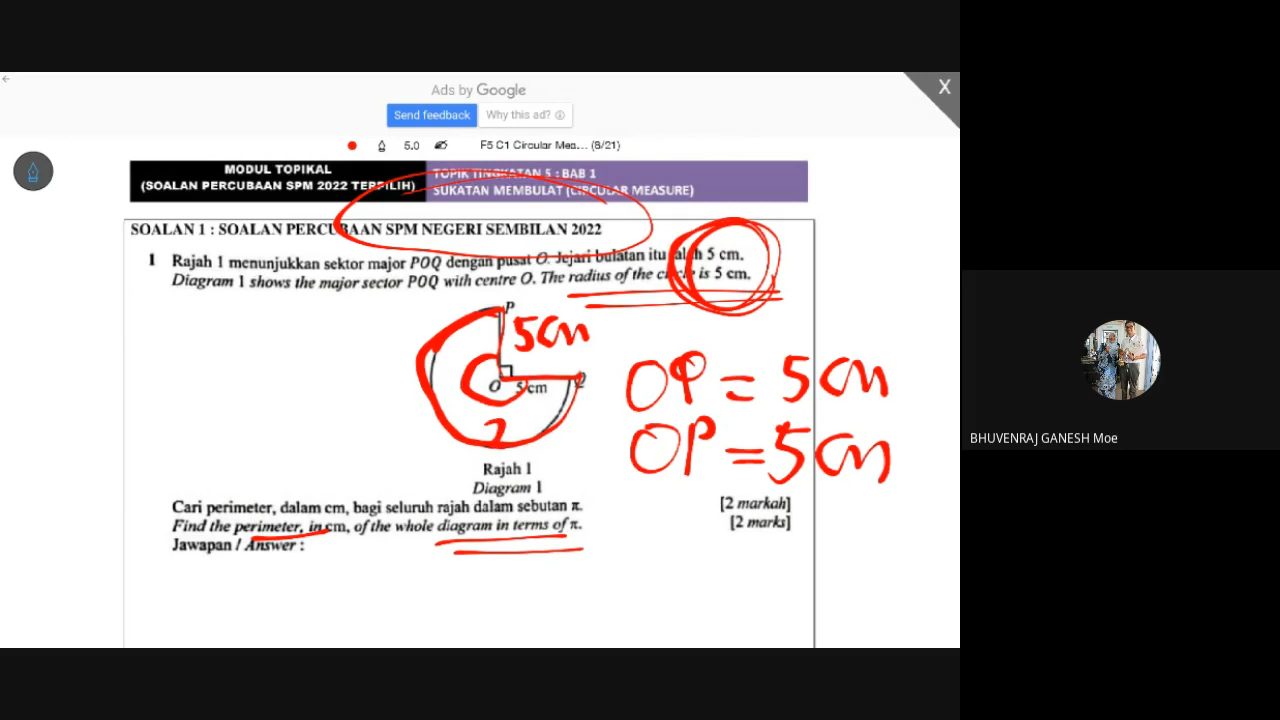 Ads by Google
Send feedback
Why this ad?
X
5.0
F5 C1 Circular Mea... (8/21)
MODUL TOPIKAL
(SOALAN PERCUBAAN SPM 2022 TERPILIH)
TOPIK TINGKATAN 5 : BAB 1
SUKATAN MEMBULAT (CIRCULAR MEASURE)
SOALAN 1 : SOALAN PERCUBAAN SPM NEGERI SEMBILAN 2022
1 Rajah 1 menunjukkan sektor major POQ dengan pusat O. Jejari bulatan itu ialah 5 cm.
Diagram 1 shows the major sector POQ with centre O. The radius of the circle is 5 cm.
P
5cm
O
5 cm
Q
OP = 5cm
OP = 5cm
Rajah 1
Diagram 1
Cari perimeter, dalam cm, bagi seluruh rajah dalam sebutan π.
[2 markah]
Find the perimeter, in cm, of the whole diagram in terms of π.
[2 marks]
Jawapan / Answer :
BHUVENRAJ GANESH Moe